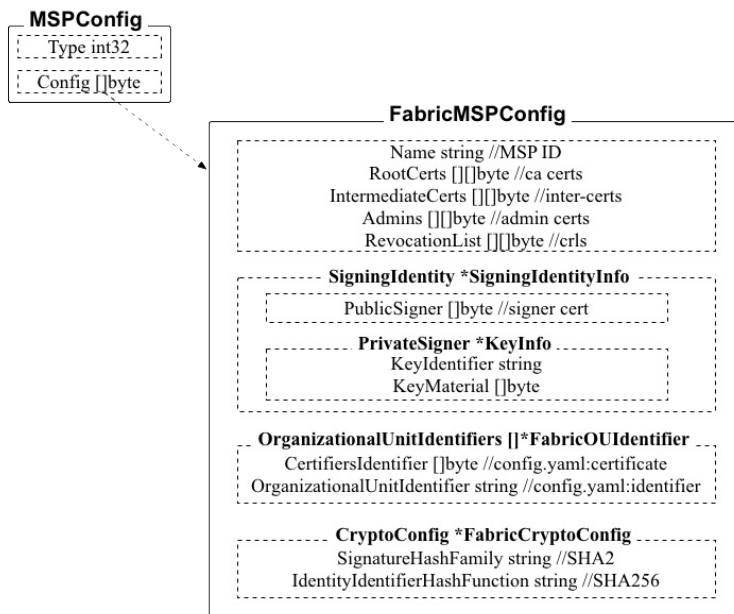 MSPConfig
Type int32
Config []byte
FabricMSPConfig
Name string //MSP ID
RootCerts [][]byte //ca certs
IntermediateCerts [][]byte //inter-certs
Admins [][]byte //admin certs
RevocationList [][]byte //crls
SigningIdentity *SigningIdentityInfo
PublicSigner []byte //signer cert
PrivateSigner *KeyInfo
KeyIdentifier string
KeyMaterial []byte
OrganizationalUnitIdentifiers []*FabricOUIdentifier
CertifiersIdentifier []byte //config.yaml:certificate
OrganizationalUnitIdentifier string //config.yaml:identifier
CryptoConfig *FabricCryptoConfig
SignatureHashFamily string //SHA2
IdentityIdentifierHashFunction string //SHA256